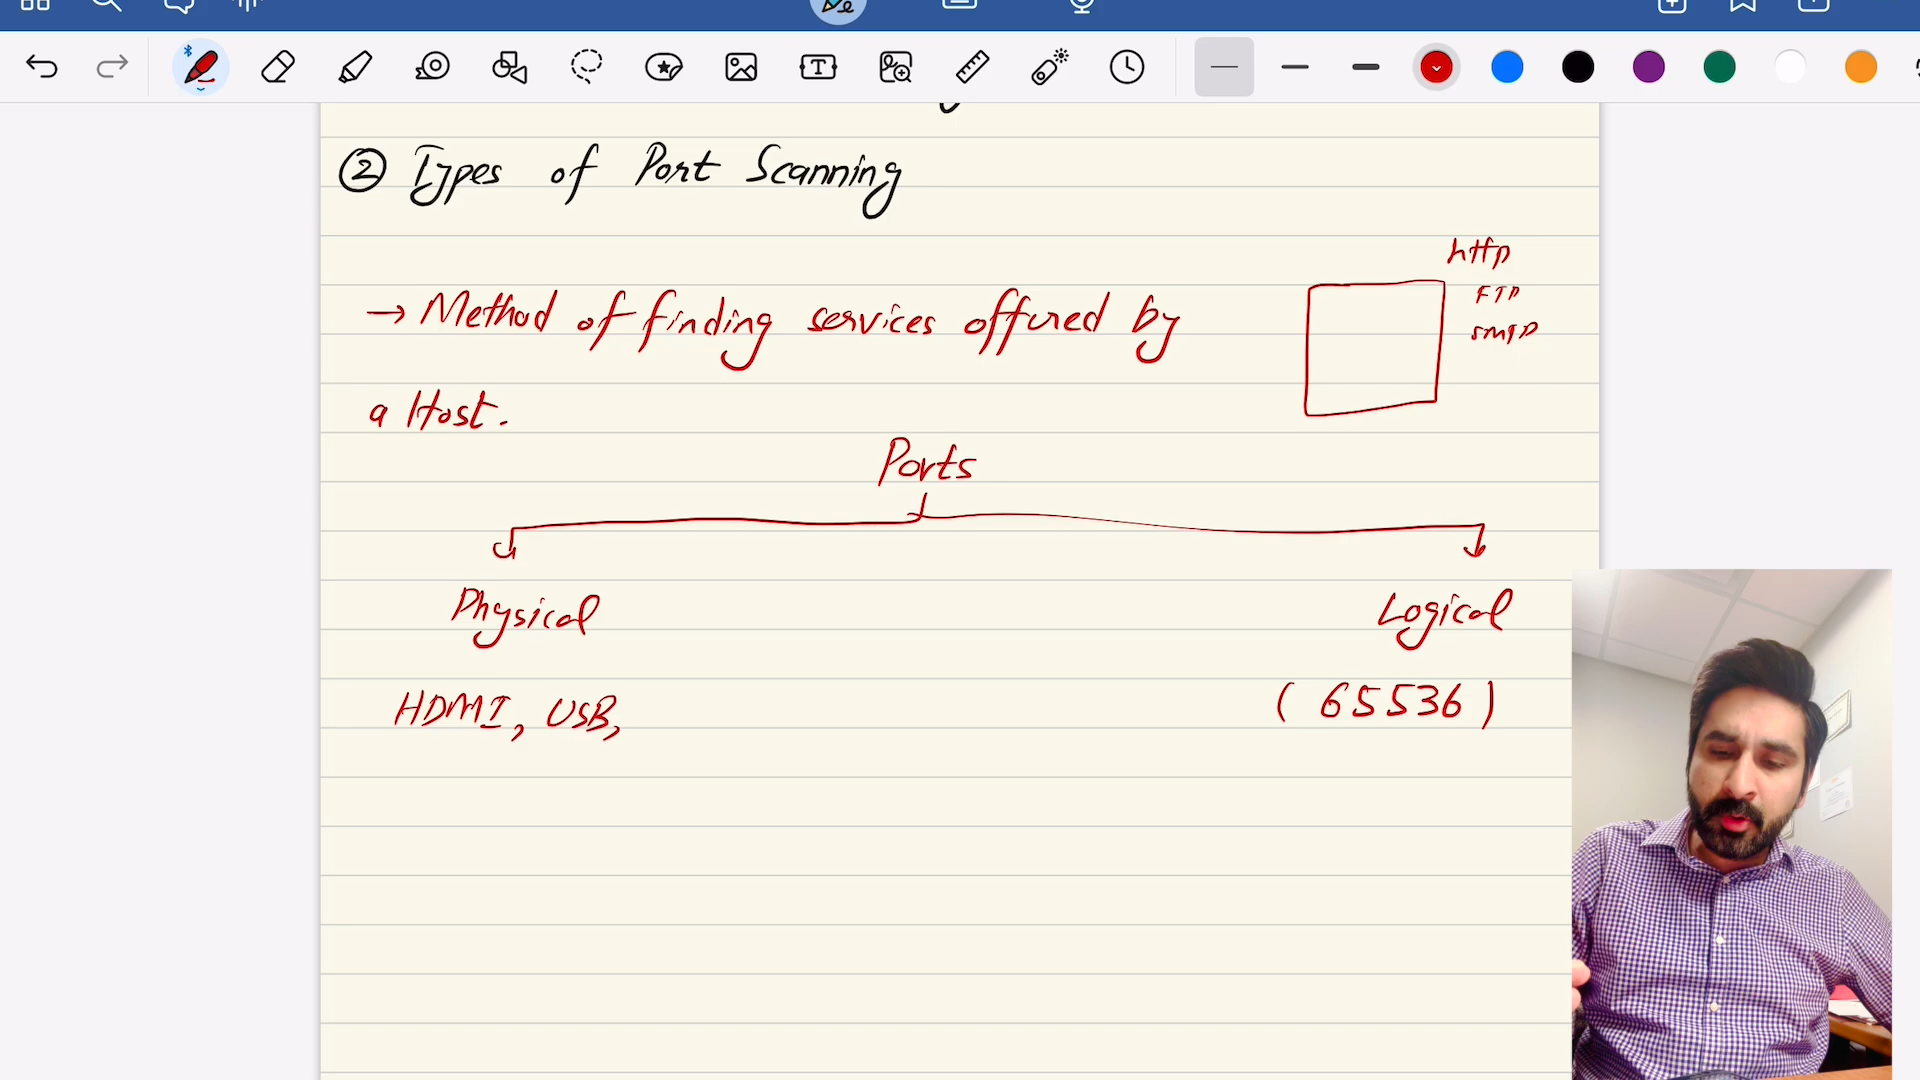 ② Types of Port Scanning
http
FTP
SMTP
→ Method of finding services offered by
a Host.
Ports
Physical
Logical
HDMI, USB,
( 65536 )